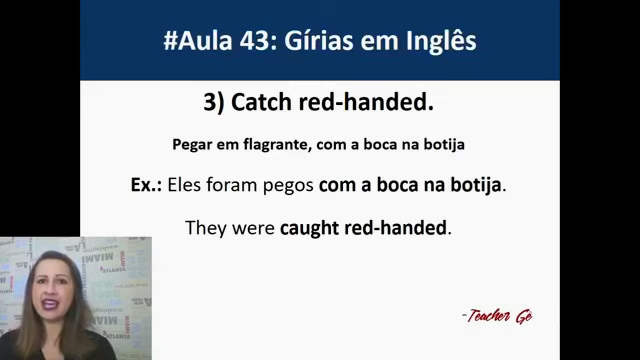 #Aula 43: Gírias em Inglês
3) Catch red-handed.
Pegar em flagrante, com a boca na botija
Ex.: Eles foram pegos com a boca na botija.
They were caught red-handed.
-Teacher Gê
MIAMI